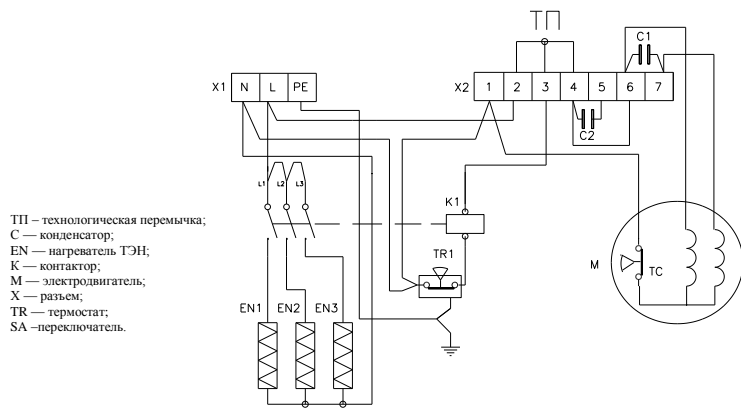 ТП
C1
X1 N L PE
X2 1 2 3 4 5 6 7
C2
L1 L2 L3
K1
TR1
M
TC
ТП – технологическая перемычка;
С — конденсатор;
EN — нагреватель ТЭН;
К — контактор;
М — электродвигатель;
Х — разъем;
TR — термостат;
SA –переключатель.
EN1 EN2 EN3